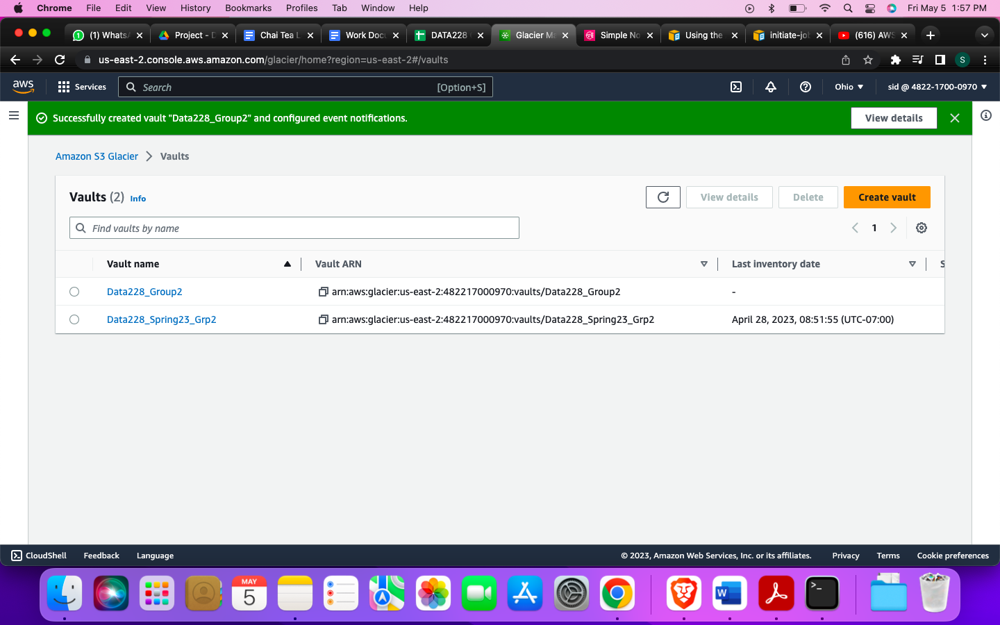 Chrome File Edit View History Bookmarks Profiles Tab Window Help Fri May 5 1:57 PM
(1) Whats Project - Chai Tea L Work Doc DATA228 Glacier Ma Simple No Using the initiate-jo (616) AWS
us-east-2.console.aws.amazon.com/glacier/home?region=us-east-2#/vaults S
aws Services Search [Option+S] Ohio sid @ 4822-1700-0970
Successfully created vault "Data228_Group2" and configured event notifications. View details
Amazon S3 Glacier Vaults
Vaults (2) Info View details Delete Create vault
Find vaults by name 1
Vault name Vault ARN Last inventory date S
Data228_Group2 arn:aws:glacier:us-east-2:482217000970:vaults/Data228_Group2 -
Data228_Spring23_Grp2 arn:aws:glacier:us-east-2:482217000970:vaults/Data228_Spring23_Grp2 April 28, 2023, 08:51:55 (UTC-07:00)
CloudShell Feedback Language © 2023, Amazon Web Services, Inc. or its affiliates. Privacy Terms Cookie preferences
MAY
5
W
>_